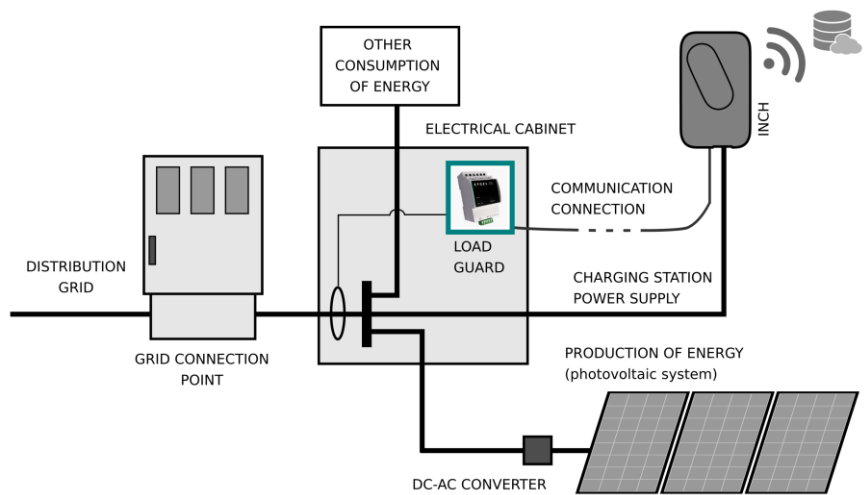 OTHER
CONSUMPTION
OF ENERGY
ELECTRICAL CABINET
INCH
COMMUNICATION
CONNECTION
LOAD
GUARD
DISTRIBUTION
GRID
CHARGING STATION
POWER SUPPLY
GRID CONNECTION
POINT
PRODUCTION OF ENERGY
(photovoltaic system)
DC-AC CONVERTER